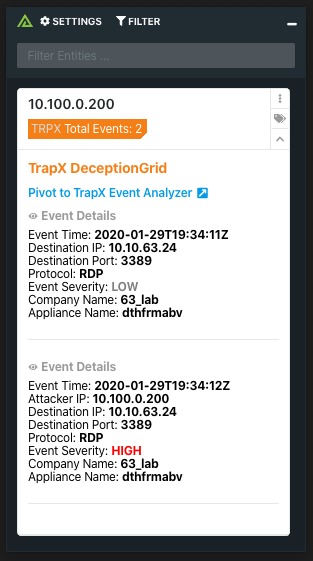 SETTINGS FILTER
Filter Entities ...
10.100.0.200
TRPX Total Events: 2
TrapX DeceptionGrid
Pivot to TrapX Event Analyzer
Event Details
Event Time: 2020-01-29T19:34:11Z
Destination IP: 10.10.63.24
Destination Port: 3389
Protocol: RDP
Event Severity: LOW
Company Name: 63_lab
Appliance Name: dthfrmabv
Event Details
Event Time: 2020-01-29T19:34:12Z
Attacker IP: 10.100.0.200
Destination IP: 10.10.63.24
Destination Port: 3389
Protocol: RDP
Event Severity: HIGH
Company Name: 63_lab
Appliance Name: dthfrmabv